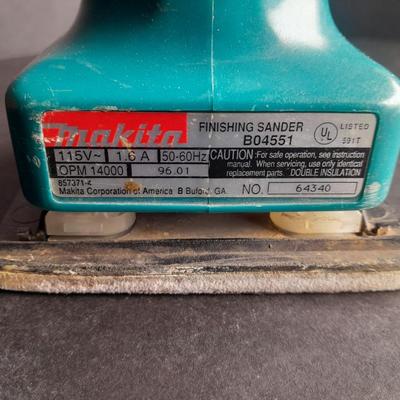 makita
FINISHING SANDER
B04551
UL LISTED
591T
115V~ 1.6 A 50-60Hz
OPM 14000 96.01
CAUTION: For safe operation, see instruction
manual. When servicing, use only identical
replacement parts. DOUBLE INSULATION
857371-4
Makita Corporation of America B Buford, GA.
NO. 64340